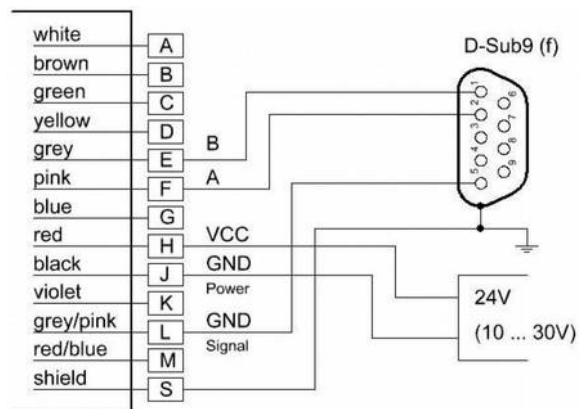 white A
brown B
green C
yellow D
grey E B
pink F A
blue G
red H VCC
black J GND
Power
violet K
grey/pink L GND
Signal
red/blue M
shield S
D-Sub9 (f)
1
2
3
4
5
6
7
8
9
24V
(10 ... 30V)